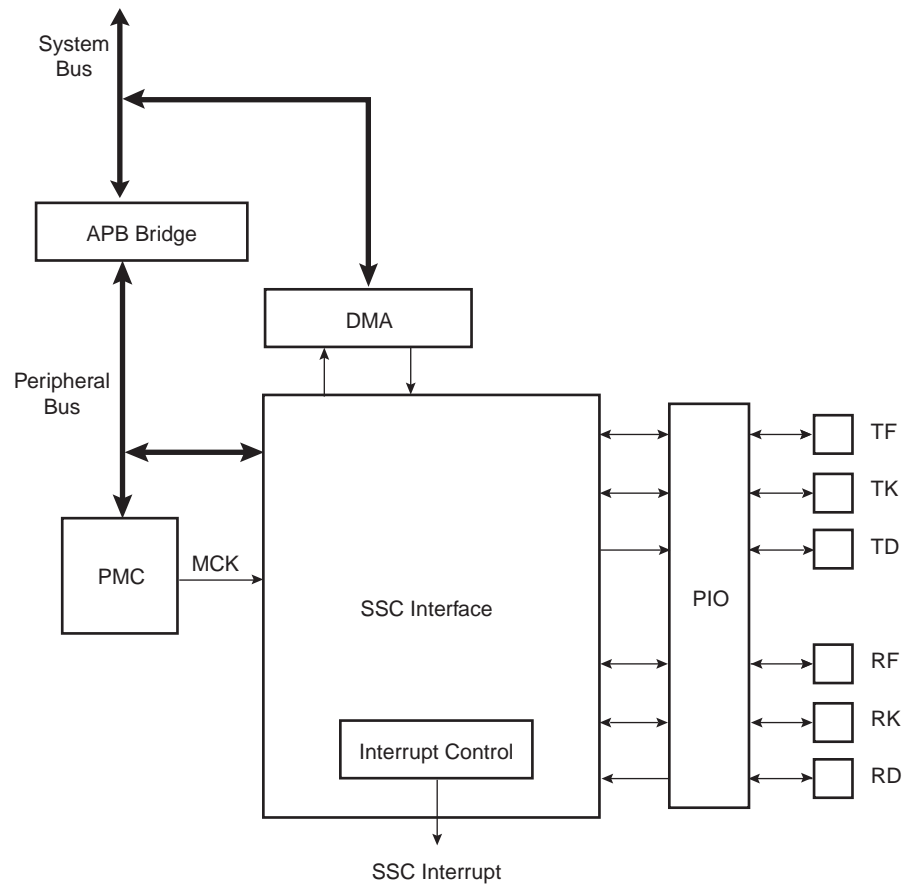 System
Bus
APB Bridge
DMA
Peripheral
Bus
PMC
MCK
SSC Interface
Interrupt Control
SSC Interrupt
PIO
TF
TK
TD
RF
RK
RD